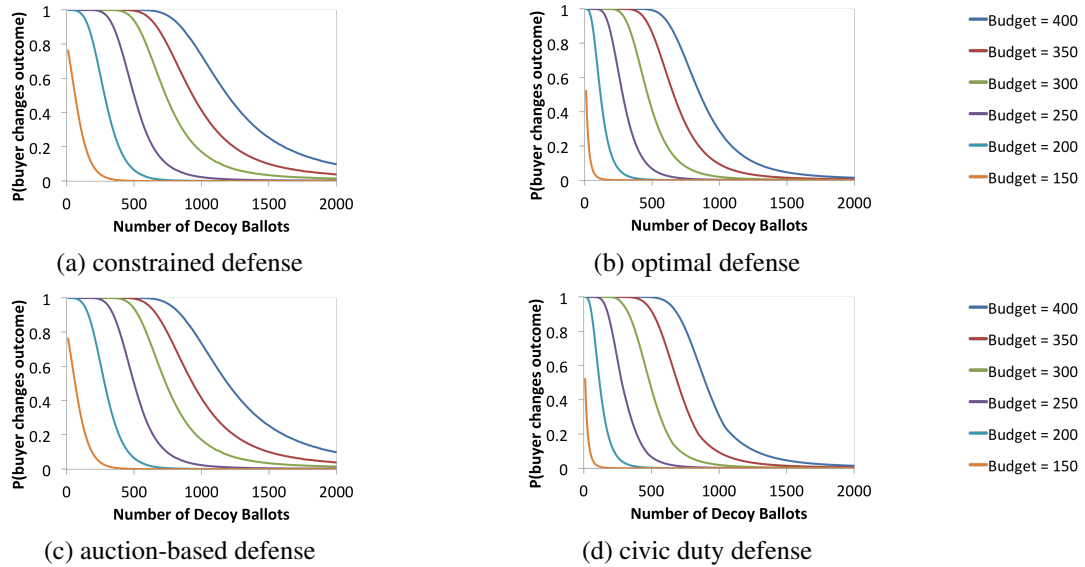 P(buyer changes outcome)
1
0.8
0.6
0.4
0.2
0
0 500 1000 1500 2000
Number of Decoy Ballots
(a) constrained defense
P(buyer changes outcome)
1
0.8
0.6
0.4
0.2
0
0 500 1000 1500 2000
Number of Decoy Ballots
(b) optimal defense
Budget = 400
Budget = 350
Budget = 300
Budget = 250
Budget = 200
Budget = 150
P(buyer changes outcome)
1
0.8
0.6
0.4
0.2
0
0 500 1000 1500 2000
Number of Decoy Ballots
(c) auction-based defense
P(buyer changes outcome)
1
0.8
0.6
0.4
0.2
0
0 500 1000 1500 2000
Number of Decoy Ballots
(d) civic duty defense
Budget = 400
Budget = 350
Budget = 300
Budget = 250
Budget = 200
Budget = 150